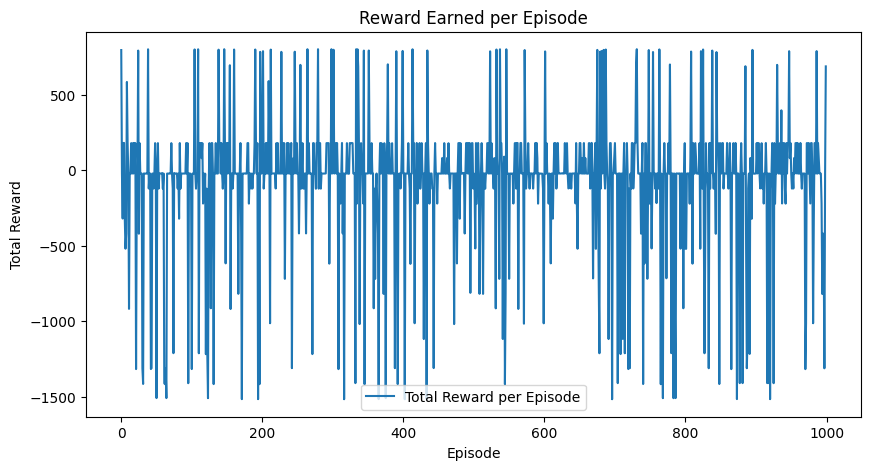 Reward Earned per Episode
Total Reward
500
0
−500
−1000
−1500
Total Reward per Episode
0 200 400 600 800 1000
Episode